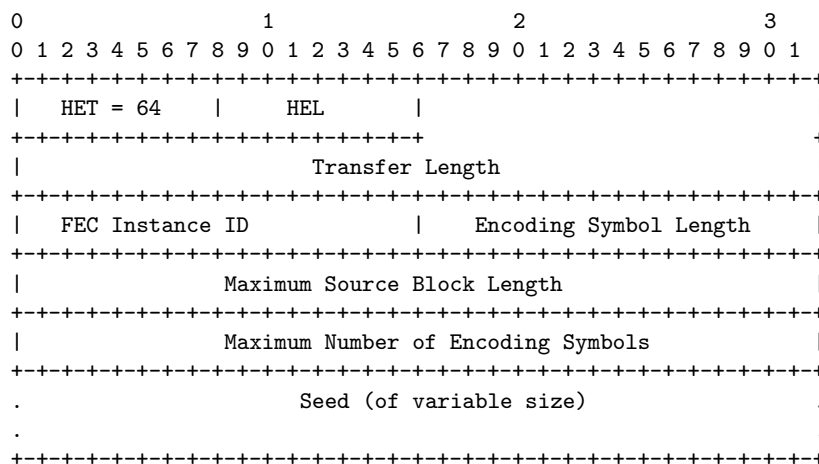 0                   1                   2                   3
0 1 2 3 4 5 6 7 8 9 0 1 2 3 4 5 6 7 8 9 0 1 2 3 4 5 6 7 8 9 0 1
+-+-+-+-+-+-+-+-+-+-+-+-+-+-+-+-+-+-+-+-+-+-+-+-+-+-+-+-+-+-+-+-+
|   HET = 64    |     HEL       |
+-+-+-+-+-+-+-+-+-+-+-+-+-+-+-+-+                               +
|                       Transfer Length                         |
+-+-+-+-+-+-+-+-+-+-+-+-+-+-+-+-+-+-+-+-+-+-+-+-+-+-+-+-+-+-+-+-+
|   FEC Instance ID             |    Encoding Symbol Length     |
+-+-+-+-+-+-+-+-+-+-+-+-+-+-+-+-+-+-+-+-+-+-+-+-+-+-+-+-+-+-+-+-+
|                Maximum Source Block Length                    |
+-+-+-+-+-+-+-+-+-+-+-+-+-+-+-+-+-+-+-+-+-+-+-+-+-+-+-+-+-+-+-+-+
|                Maximum Number of Encoding Symbols             |
+-+-+-+-+-+-+-+-+-+-+-+-+-+-+-+-+-+-+-+-+-+-+-+-+-+-+-+-+-+-+-+-+
.                      Seed (of variable size)                  .
.                                                               .
+-+-+-+-+-+-+-+-+-+-+-+-+-+-+-+-+-+-+-+-+-+-+-+-+-+-+-+-+-+-+-+-+